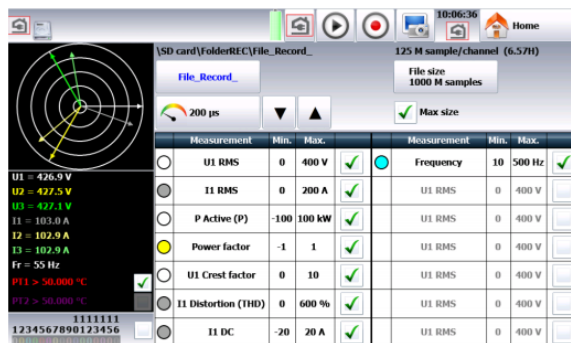 10:06:36
Home
\SD card\FolderREC\File_Record_
125 M sample/channel (6.57H)
File_Record_
File size
1000 M samples
200 µs
Max size
Measurement Min. Max.
Measurement Min. Max.
U1 RMS 0 400 V
Frequency 10 500 Hz
I1 RMS 0 200 A
U1 RMS 0 400 V
P Active (P) -100 100 kW
U1 RMS 0 400 V
Power factor -1 1
U1 RMS 0 400 V
U1 Crest factor 0 10
U1 RMS 0 400 V
I1 Distortion (THD) 0 600 %
U1 RMS 0 400 V
I1 DC -20 20 A
U1 RMS 0 400 V
U1 = 426.9 V
U2 = 427.5 V
U3 = 427.1 V
I1 = 103.0 A
I2 = 102.9 A
I3 = 102.9 A
Fr = 55 Hz
PT1 > 50.000 °C
PT2 > 50.000 °C
1111111
1234567890123456